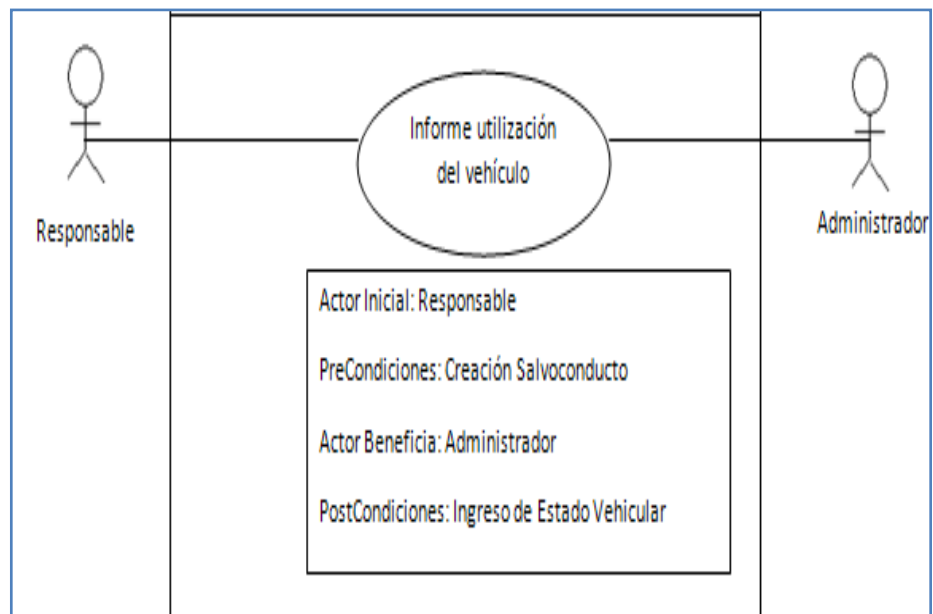 Informe utilización
del vehículo
Responsable
Administrador
Actor Inicial: Responsable
PreCondiciones: Creación Salvoconducto
Actor Beneficia: Administrador
PostCondiciones: Ingreso de Estado Vehicular